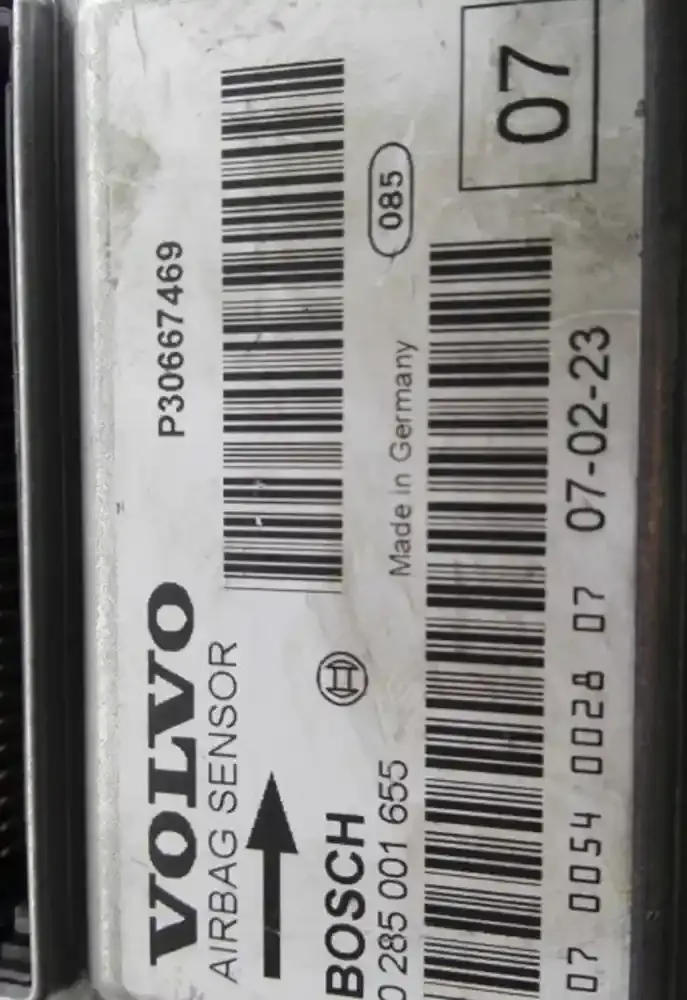 VOLVO P30667469
AIRBAG SENSOR
BOSCH
0 285 001 655
Made in Germany
085
07
07 0054 0028 07 07-02-23